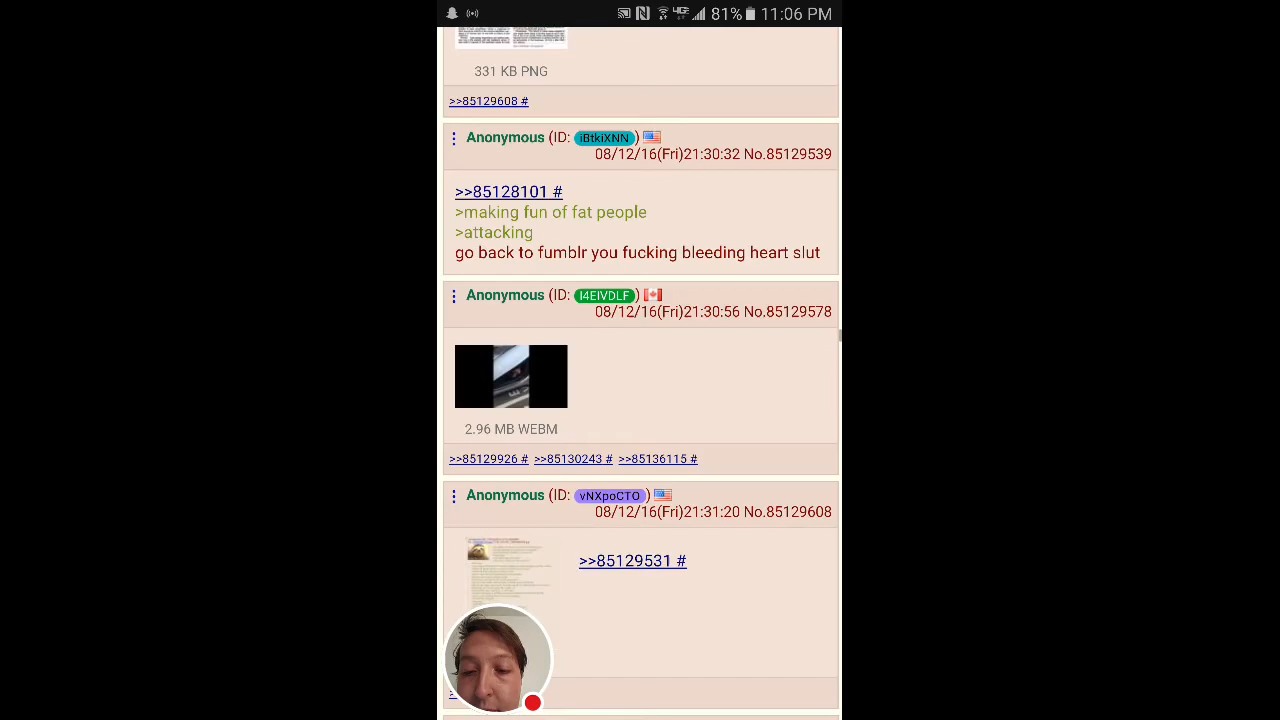 81% 11:06 PM
331 KB PNG
>>85129608 #
Anonymous (ID: iBtkiXNN)
08/12/16(Fri)21:30:32 No.85129539
>>85128101 #
>making fun of fat people
>attacking
go back to fumblr you fucking bleeding heart slut
Anonymous (ID: I4EIVDLF)
08/12/16(Fri)21:30:56 No.85129578
2.96 MB WEBM
>>85129926 # >>85130243 # >>85136115 #
Anonymous (ID: vNXpoCTO)
08/12/16(Fri)21:31:20 No.85129608
>>85129531 #